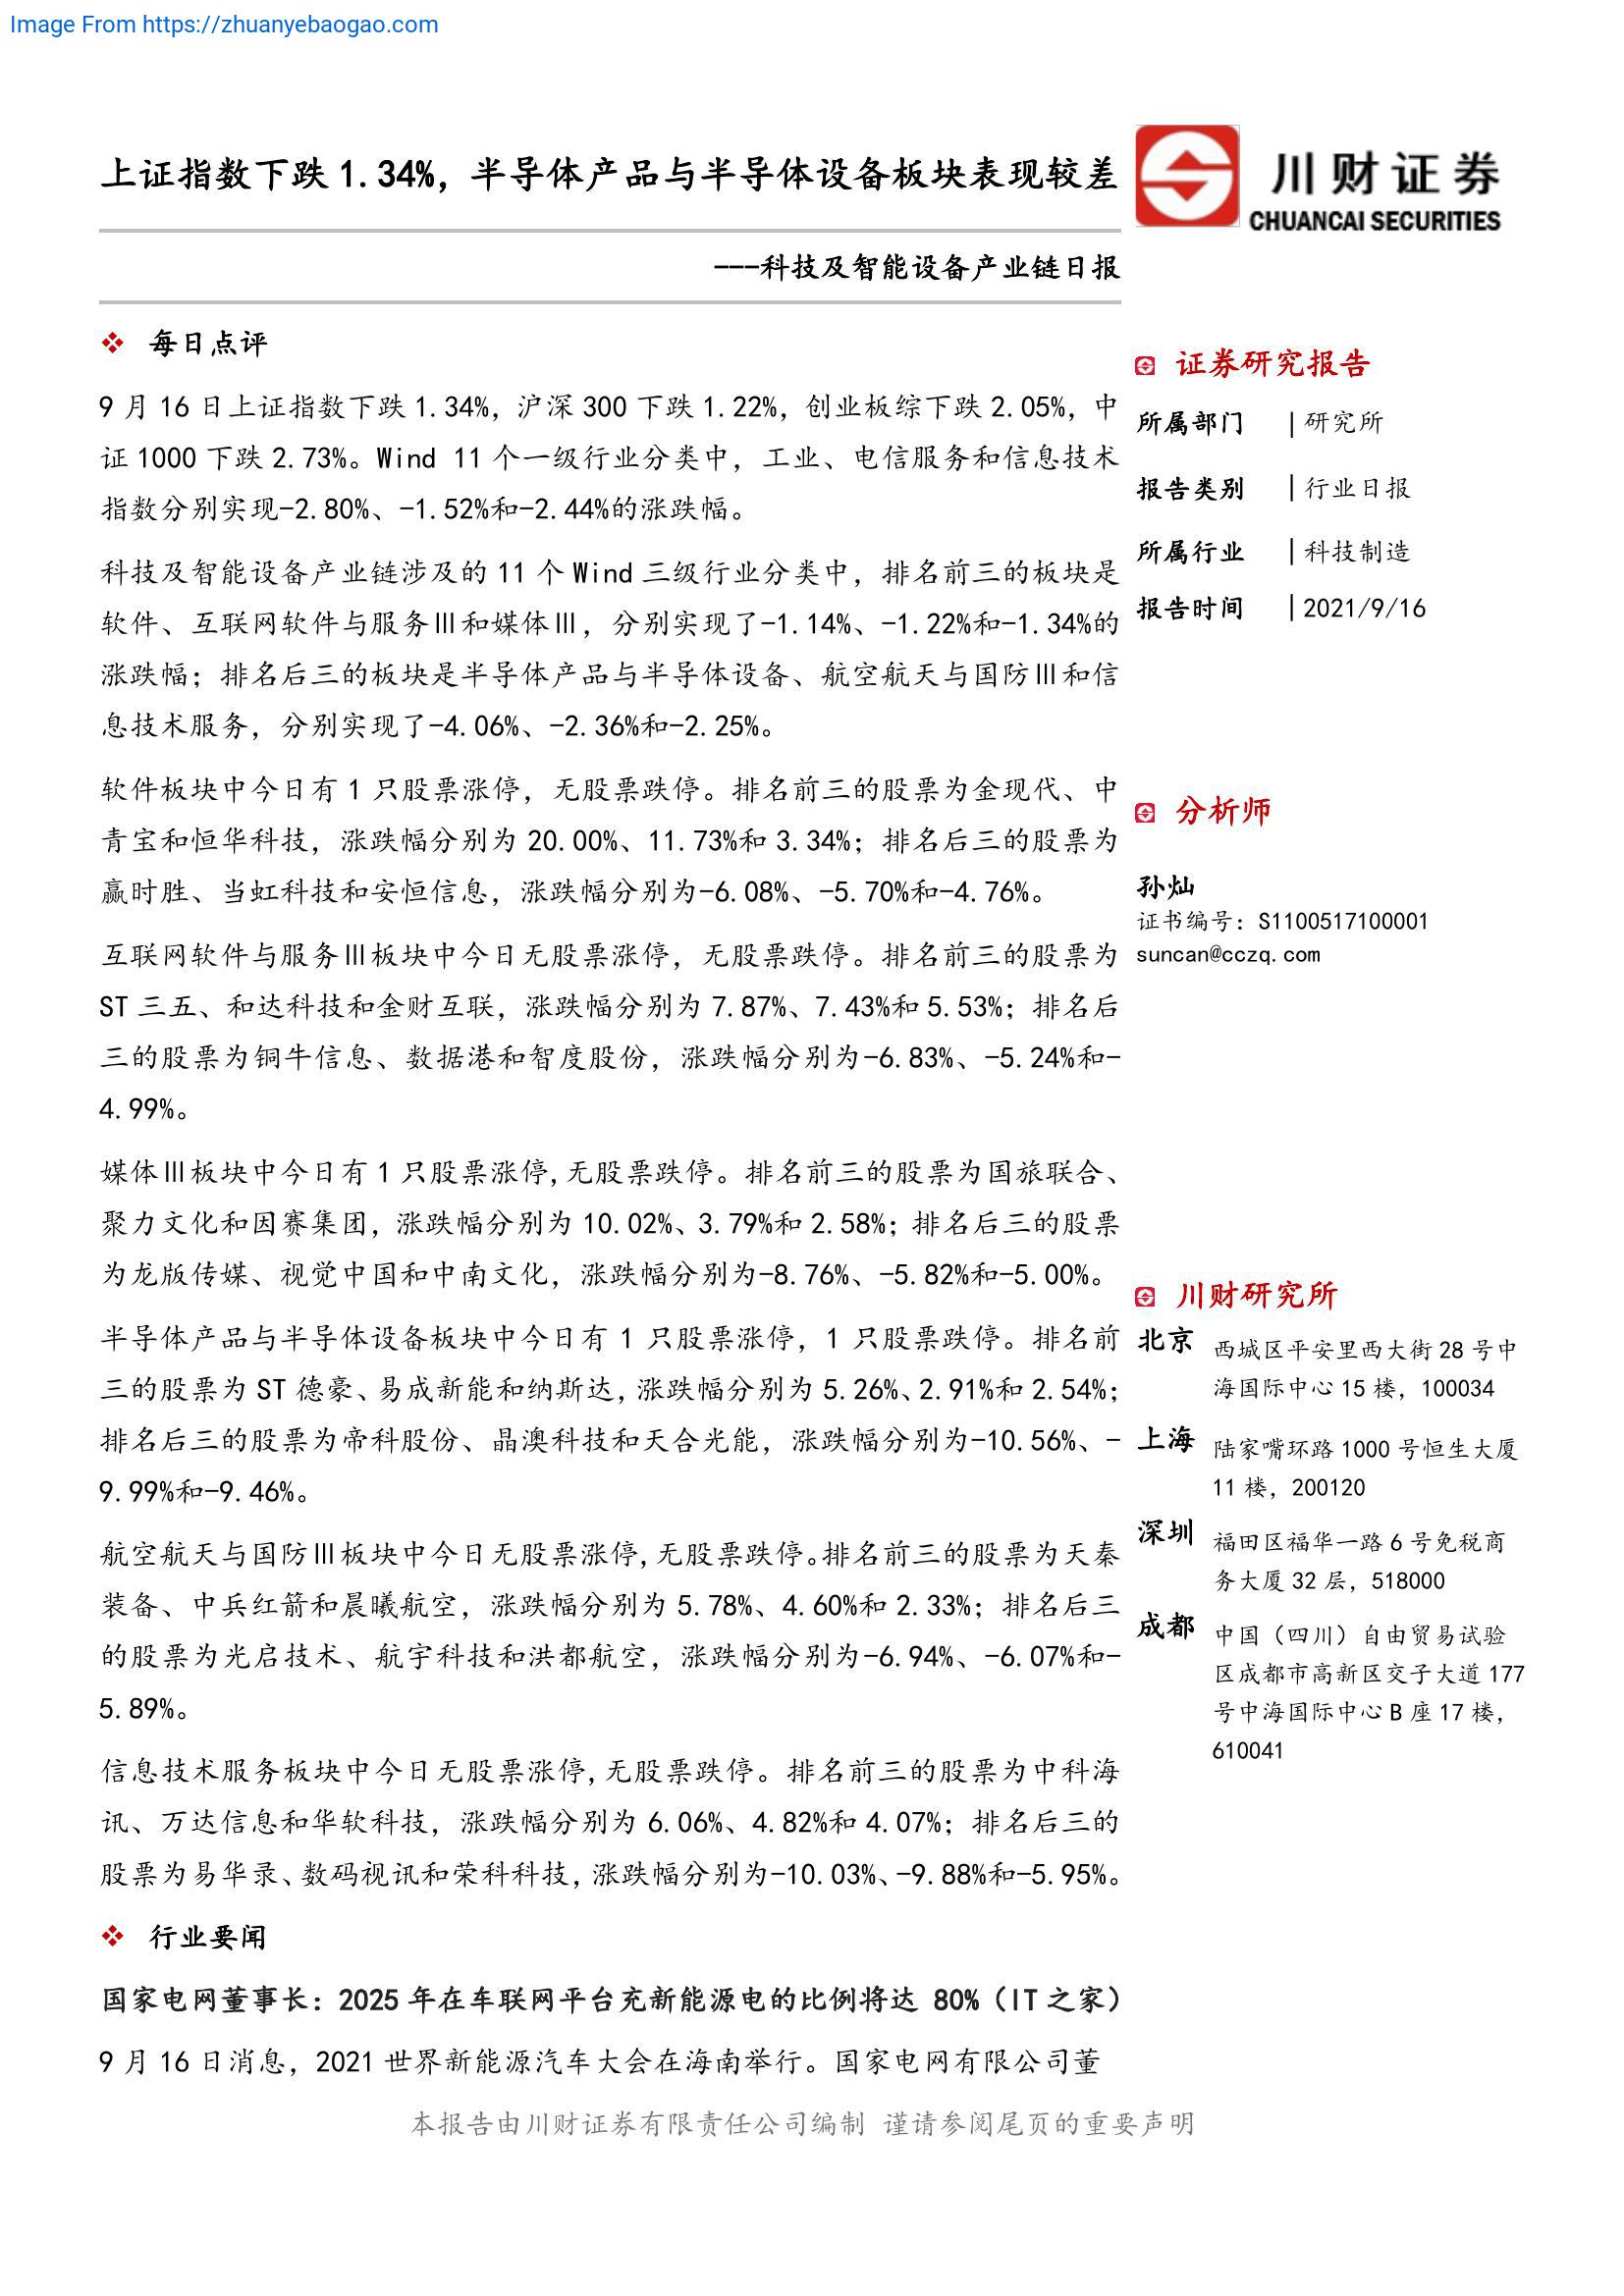 Image From https://zhuanyebaogao.com
上证指数下跌 1.34%，半导体产品与半导体设备板块表现较差
川财证券
CHUANCAI SECURITIES
---科技及智能设备产业链日报
❖ 每日点评
9 月 16 日上证指数下跌 1.34%，沪深 300 下跌 1.22%，创业板综下跌 2.05%，中
证 1000 下跌 2.73%。Wind 11 个一级行业分类中，工业、电信服务和信息技术
指数分别实现-2.80%、-1.52%和-2.44%的涨跌幅。
科技及智能设备产业链涉及的 11 个 Wind 三级行业分类中，排名前三的板块是
软件、互联网软件与服务Ⅲ和媒体Ⅲ，分别实现了-1.14%、-1.22%和-1.34%的
涨跌幅；排名后三的板块是半导体产品与半导体设备、航空航天与国防Ⅲ和信
息技术服务，分别实现了-4.06%、-2.36%和-2.25%。
软件板块中今日有 1 只股票涨停，无股票跌停。排名前三的股票为金现代、中
青宝和恒华科技，涨跌幅分别为 20.00%、11.73%和 3.34%；排名后三的股票为
赢时胜、当虹科技和安恒信息，涨跌幅分别为-6.08%、-5.70%和-4.76%。
互联网软件与服务Ⅲ板块中今日无股票涨停，无股票跌停。排名前三的股票为
ST 三五、和达科技和金财互联，涨跌幅分别为 7.87%、7.43%和 5.53%；排名后
三的股票为铜牛信息、数据港和智度股份，涨跌幅分别为-6.83%、-5.24%和-
4.99%。
媒体Ⅲ板块中今日有 1 只股票涨停,无股票跌停。排名前三的股票为国旅联合、
聚力文化和因赛集团，涨跌幅分别为 10.02%、3.79%和 2.58%；排名后三的股票
为龙版传媒、视觉中国和中南文化，涨跌幅分别为-8.76%、-5.82%和-5.00%。
半导体产品与半导体设备板块中今日有 1 只股票涨停，1 只股票跌停。排名前
三的股票为 ST 德豪、易成新能和纳斯达,涨跌幅分别为 5.26%、2.91%和 2.54%；
排名后三的股票为帝科股份、晶澳科技和天合光能，涨跌幅分别为-10.56%、-
9.99%和-9.46%。
航空航天与国防Ⅲ板块中今日无股票涨停,无股票跌停。排名前三的股票为天秦
装备、中兵红箭和晨曦航空，涨跌幅分别为 5.78%、4.60%和 2.33%；排名后三
的股票为光启技术、航宇科技和洪都航空，涨跌幅分别为-6.94%、-6.07%和-
5.89%。
信息技术服务板块中今日无股票涨停,无股票跌停。排名前三的股票为中科海
讯、万达信息和华软科技，涨跌幅分别为 6.06%、4.82%和 4.07%；排名后三的
股票为易华录、数码视讯和荣科科技,涨跌幅分别为-10.03%、-9.88%和-5.95%。
❖ 行业要闻
国家电网董事长：2025 年在车联网平台充新能源电的比例将达 80%（IT 之家）
9 月 16 日消息，2021 世界新能源汽车大会在海南举行。国家电网有限公司董
证券研究报告
所属部门 | 研究所
报告类别 | 行业日报
所属行业 | 科技制造
报告时间 | 2021/9/16
分析师
孙灿
证书编号：S1100517100001
suncan@cczq.com
川财研究所
北京 西城区平安里西大街 28 号中
海国际中心 15 楼，100034
上海 陆家嘴环路 1000 号恒生大厦
11 楼，200120
深圳 福田区福华一路 6 号免税商
务大厦 32 层，518000
成都 中国（四川）自由贸易试验
区成都市高新区交子大道 177
号中海国际中心 B 座 17 楼，
610041
本报告由川财证券有限责任公司编制 谨请参阅尾页的重要声明